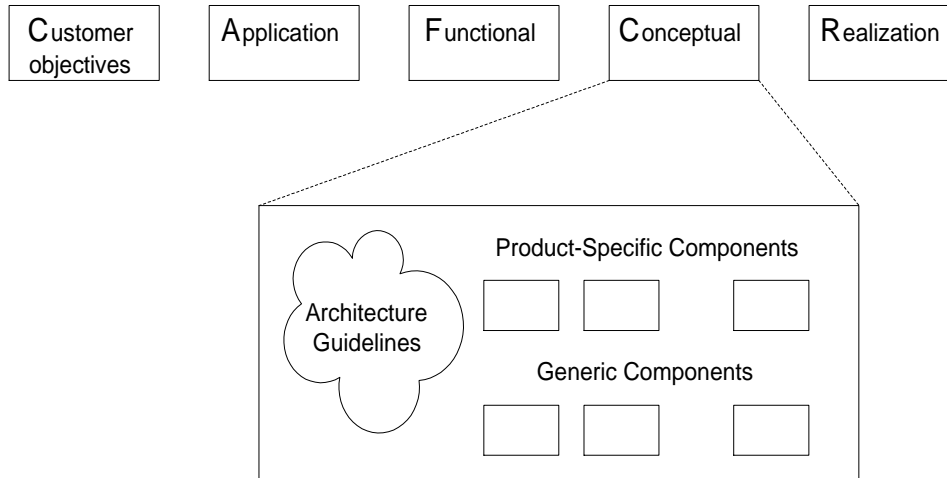 Customer
objectives
Application
Functional
Conceptual
Realization
Product-Specific Components
Architecture
Guidelines
Generic Components